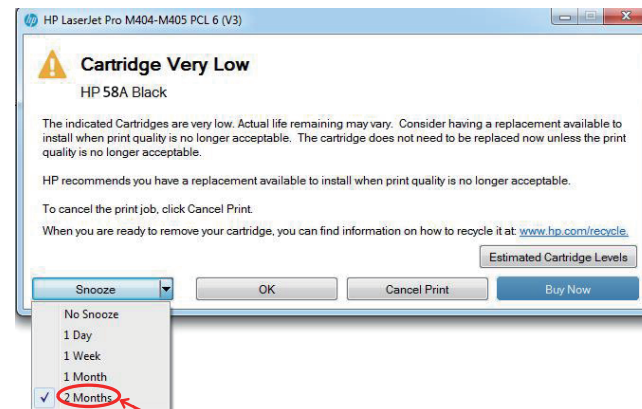 HP LaserJet Pro M404-M405 PCL 6 (V3)
Cartridge Very Low
HP 58A Black
The indicated Cartridges are very low. Actual life remaining may vary. Consider having a replacement available to
install when print quality is no longer acceptable. The cartridge does not need to be replaced now unless the print
quality is no longer acceptable.
HP recommends you have a replacement available to install when print quality is no longer acceptable.
To cancel the print job, click Cancel Print.
When you are ready to remove your cartridge, you can find information on how to recycle it at: www.hp.com/recycle.
Estimated Cartridge Levels
Snooze OK Cancel Print Buy Now
No Snooze
1 Day
1 Week
1 Month
2 Months